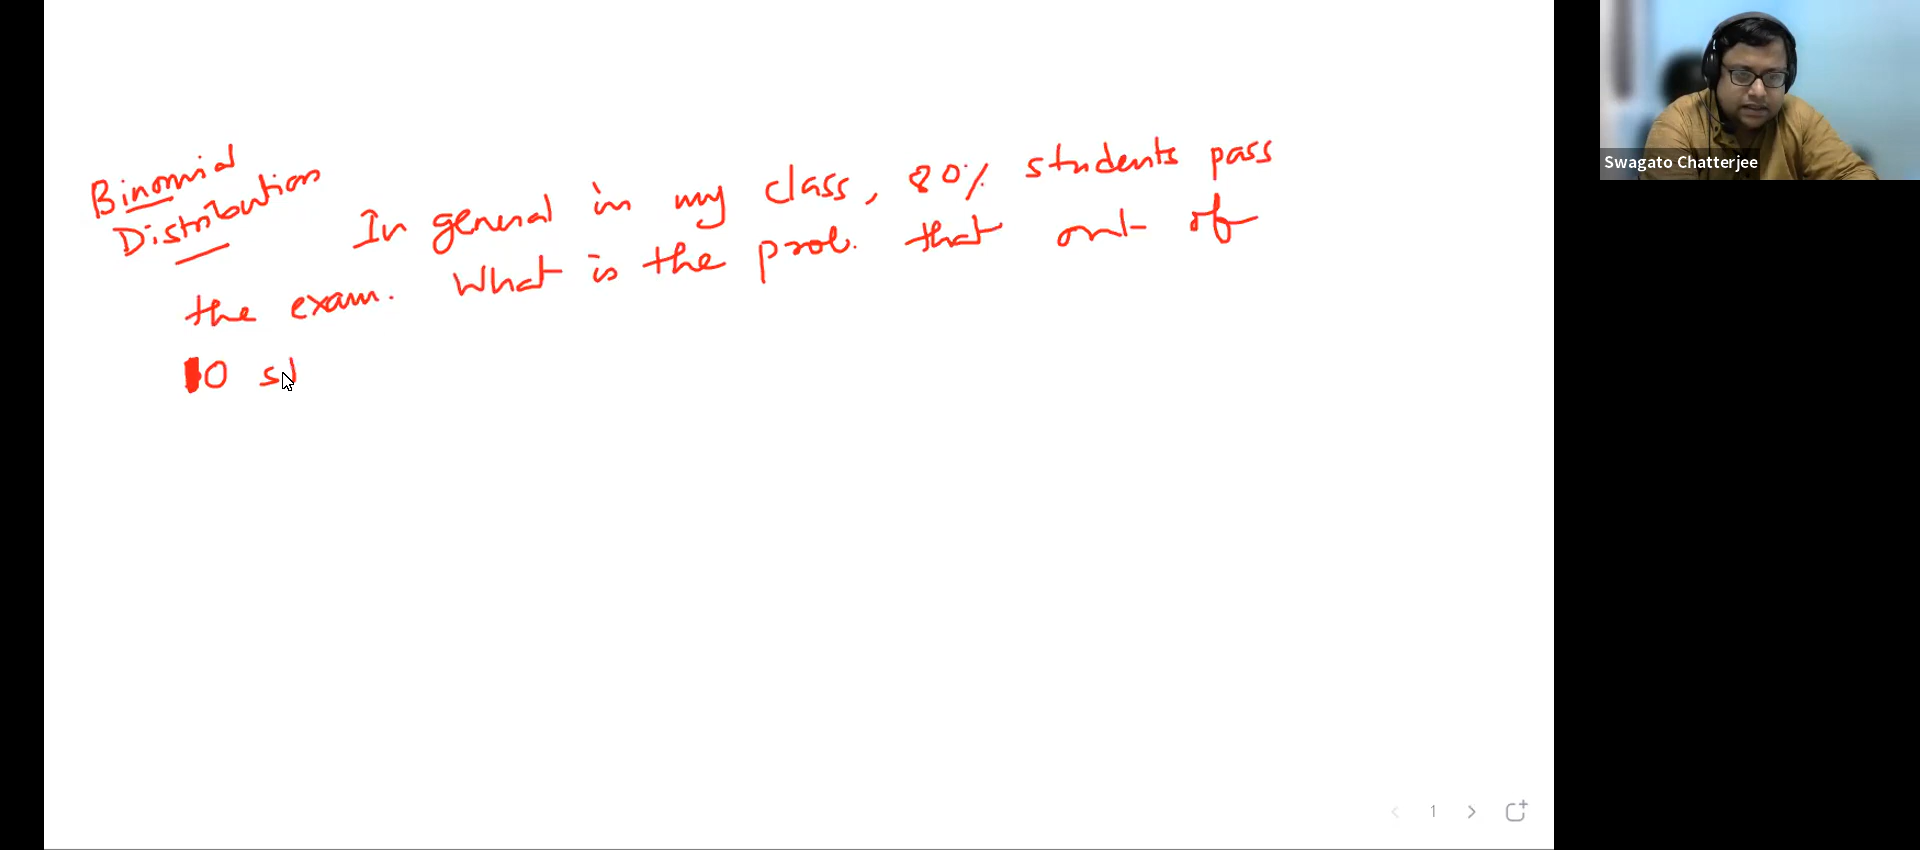 Binomial
Distribution
In general in my class, 80% students pass
the exam. What is the prob. that out of
10 st
Swagato Chatterjee
1